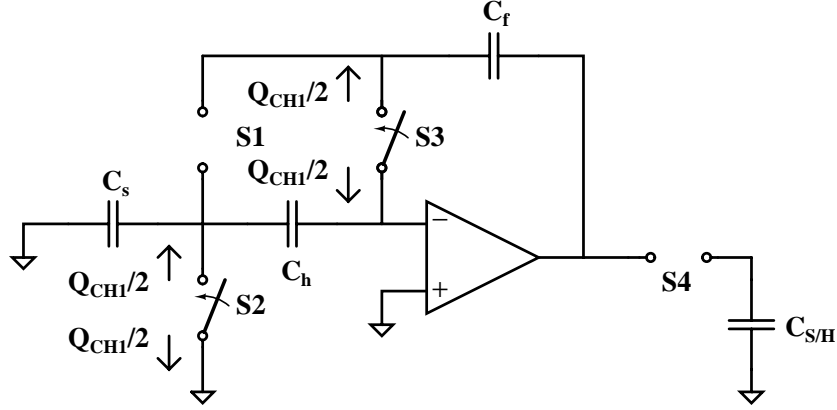 C_f
Q_CH1/2
S1
S3
Q_CH1/2
C_s
C_h
−
+
Q_CH1/2
S2
Q_CH1/2
S4
C_S/H